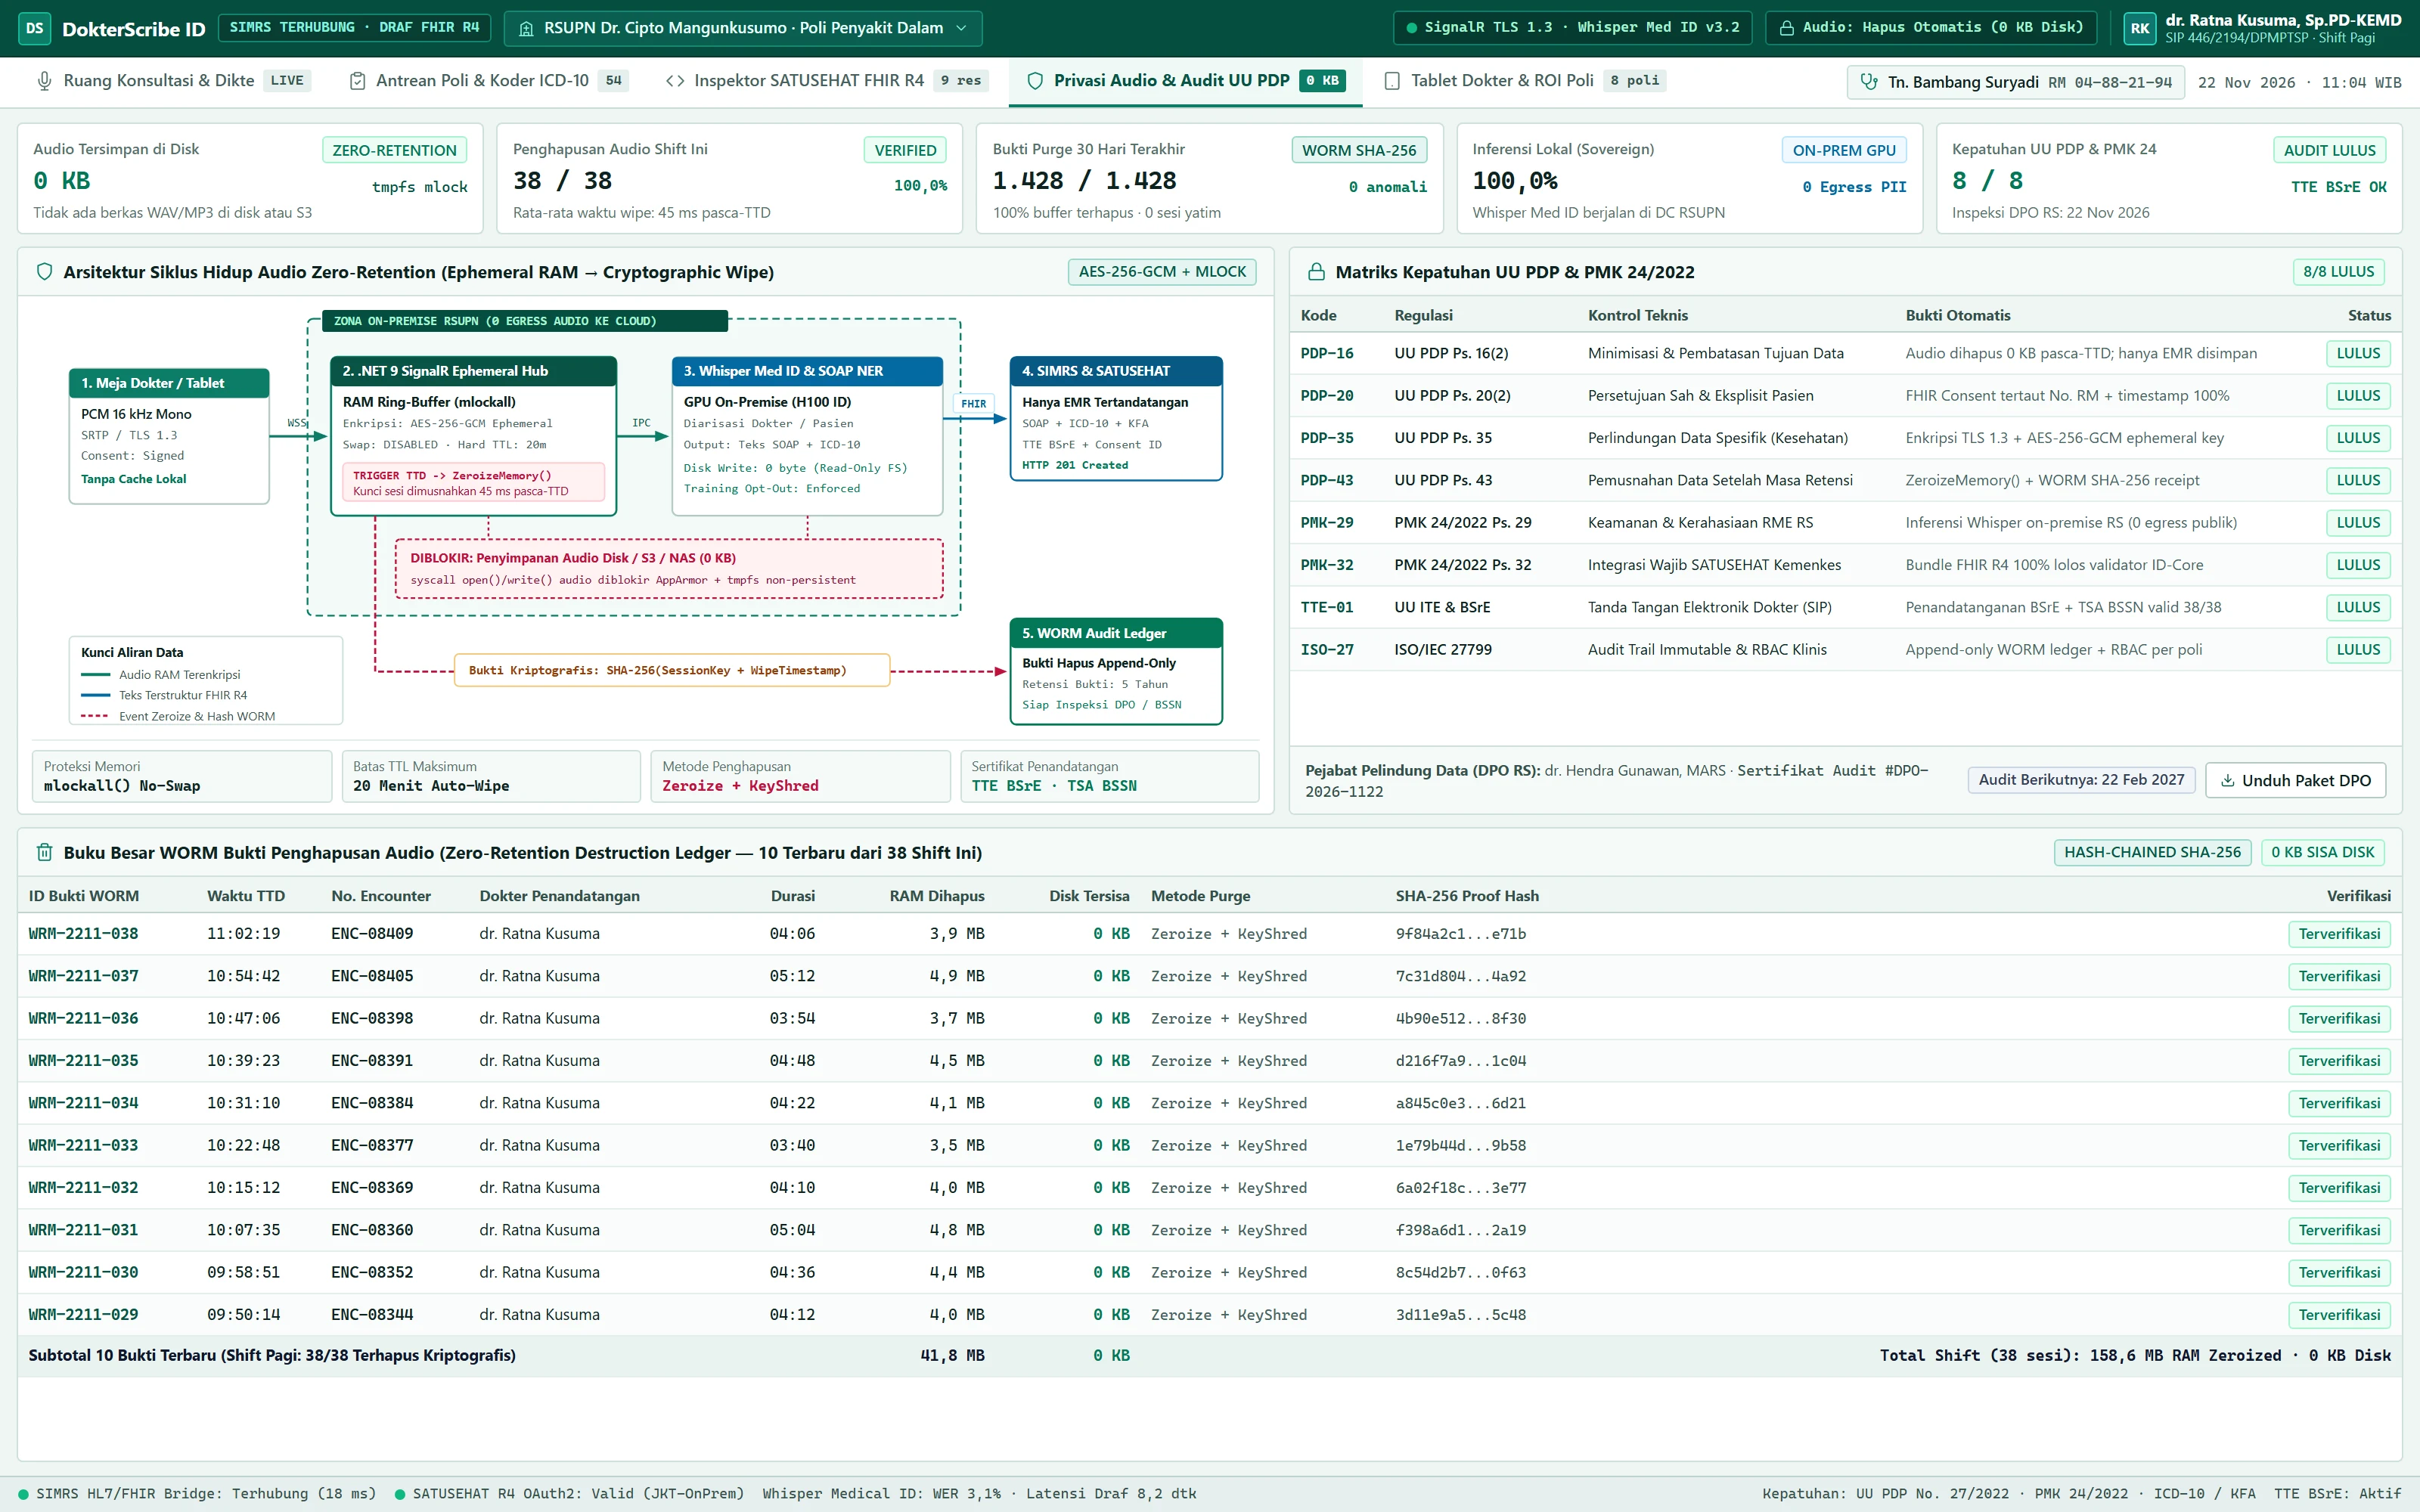 DS
DokterScribe ID
SIMRS TERHUBUNG · DRAF FHIR R4
RSUPN Dr. Cipto Mangunkusumo · Poli Penyakit Dalam
SignalR TLS 1.3 · Whisper Med ID v3.2
Audio: Hapus Otomatis (0 KB Disk)
RK
dr. Ratna Kusuma, Sp.PD-KEMD
SIP 446/2194/DPMPTSP · Shift Pagi
Ruang Konsultasi & Dikte LIVE
Antrean Poli & Koder ICD-10 54
Inspektor SATUSEHAT FHIR R4 9 res
Privasi Audio & Audit UU PDP 0 KB
Tablet Dokter & ROI Poli 8 poli
Tn. Bambang Suryadi RM 04-88-21-94
22 Nov 2026 · 11:04 WIB
Audio Tersimpan di Disk ZERO-RETENTION
0 KB tmpfs mlock
Tidak ada berkas WAV/MP3 di disk atau S3
Penghapusan Audio Shift Ini VERIFIED
38 / 38 100,0%
Rata-rata waktu wipe: 45 ms pasca-TTD
Bukti Purge 30 Hari Terakhir WORM SHA-256
1.428 / 1.428 0 anomali
100% buffer terhapus · 0 sesi yatim
Inferensi Lokal (Sovereign) ON-PREM GPU
100,0% 0 Egress PII
Whisper Med ID berjalan di DC RSUPN
Kepatuhan UU PDP & PMK 24 AUDIT LULUS
8 / 8 TTE BSrE OK
Inspeksi DPO RS: 22 Nov 2026
Arsitektur Siklus Hidup Audio Zero-Retention (Ephemeral RAM → Cryptographic Wipe) AES-256-GCM + MLOCK
ZONA ON-PREMISE RSUPN (0 EGRESS AUDIO KE CLOUD)
1. Meja Dokter / Tablet
PCM 16 kHz Mono
SRTP / TLS 1.3
Consent: Signed
Tanpa Cache Lokal
WSS
2. .NET 9 SignalR Ephemeral Hub
RAM Ring-Buffer (mlockall)
Enkripsi: AES-256-GCM Ephemeral
Swap: DISABLED · Hard TTL: 20m
TRIGGER TTD -> ZeroizeMemory()
Kunci sesi dimusnahkan 45 ms pasca-TTD
IPC
3. Whisper Med ID & SOAP NER
GPU On-Premise (H100 ID)
Diarisasi Dokter / Pasien
Output: Teks SOAP + ICD-10
Disk Write: 0 byte (Read-Only FS)
Training Opt-Out: Enforced
FHIR
4. SIMRS & SATUSEHAT
Hanya EMR Tertandatangan
SOAP + ICD-10 + KFA
TTE BSrE + Consent ID
HTTP 201 Created
DIBLOKIR: Penyimpanan Audio Disk / S3 / NAS (0 KB)
syscall open()/write() audio diblokir AppArmor + tmpfs non-persistent
Kunci Aliran Data
Audio RAM Terenkripsi
Teks Terstruktur FHIR R4
Event Zeroize & Hash WORM
Bukti Kriptografis: SHA-256(SessionKey + WipeTimestamp)
5. WORM Audit Ledger
Bukti Hapus Append-Only
Retensi Bukti: 5 Tahun
Siap Inspeksi DPO / BSSN
Proteksi Memori
mlockall() No-Swap
Batas TTL Maksimum
20 Menit Auto-Wipe
Metode Penghapusan
Zeroize + KeyShred
Sertifikat Penandatangan
TTE BSrE · TSA BSSN
Matriks Kepatuhan UU PDP & PMK 24/2022 8/8 LULUS
Kode Regulasi Kontrol Teknis Bukti Otomatis Status
PDP-16 UU PDP Ps. 16(2) Minimisasi & Pembatasan Tujuan Data Audio dihapus 0 KB pasca-TTD; hanya EMR disimpan LULUS
PDP-20 UU PDP Ps. 20(2) Persetujuan Sah & Eksplisit Pasien FHIR Consent tertaut No. RM + timestamp 100% LULUS
PDP-35 UU PDP Ps. 35 Perlindungan Data Spesifik (Kesehatan) Enkripsi TLS 1.3 + AES-256-GCM ephemeral key LULUS
PDP-43 UU PDP Ps. 43 Pemusnahan Data Setelah Masa Retensi ZeroizeMemory() + WORM SHA-256 receipt LULUS
PMK-29 PMK 24/2022 Ps. 29 Keamanan & Kerahasiaan RME RS Inferensi Whisper on-premise RS (0 egress publik) LULUS
PMK-32 PMK 24/2022 Ps. 32 Integrasi Wajib SATUSEHAT Kemenkes Bundle FHIR R4 100% lolos validator ID-Core LULUS
TTE-01 UU ITE & BSrE Tanda Tangan Elektronik Dokter (SIP) Penandatanganan BSrE + TSA BSSN valid 38/38 LULUS
ISO-27 ISO/IEC 27799 Audit Trail Immutable & RBAC Klinis Append-only WORM ledger + RBAC per poli LULUS
Pejabat Pelindung Data (DPO RS): dr. Hendra Gunawan, MARS · Sertifikat Audit #DPO-
2026-1122
Audit Berikutnya: 22 Feb 2027
Unduh Paket DPO
Buku Besar WORM Bukti Penghapusan Audio (Zero-Retention Destruction Ledger — 10 Terbaru dari 38 Shift Ini) HASH-CHAINED SHA-256 0 KB SISA DISK
ID Bukti WORM Waktu TTD No. Encounter Dokter Penandatangan Durasi RAM Dihapus Disk Tersisa Metode Purge SHA-256 Proof Hash Verifikasi
WRM-2211-038 11:02:19 ENC-08409 dr. Ratna Kusuma 04:06 3,9 MB 0 KB Zeroize + KeyShred 9f84a2c1...e71b Terverifikasi
WRM-2211-037 10:54:42 ENC-08405 dr. Ratna Kusuma 05:12 4,9 MB 0 KB Zeroize + KeyShred 7c31d804...4a92 Terverifikasi
WRM-2211-036 10:47:06 ENC-08398 dr. Ratna Kusuma 03:54 3,7 MB 0 KB Zeroize + KeyShred 4b90e512...8f30 Terverifikasi
WRM-2211-035 10:39:23 ENC-08391 dr. Ratna Kusuma 04:48 4,5 MB 0 KB Zeroize + KeyShred d216f7a9...1c04 Terverifikasi
WRM-2211-034 10:31:10 ENC-08384 dr. Ratna Kusuma 04:22 4,1 MB 0 KB Zeroize + KeyShred a845c0e3...6d21 Terverifikasi
WRM-2211-033 10:22:48 ENC-08377 dr. Ratna Kusuma 03:40 3,5 MB 0 KB Zeroize + KeyShred 1e79b44d...9b58 Terverifikasi
WRM-2211-032 10:15:12 ENC-08369 dr. Ratna Kusuma 04:10 4,0 MB 0 KB Zeroize + KeyShred 6a02f18c...3e77 Terverifikasi
WRM-2211-031 10:07:35 ENC-08360 dr. Ratna Kusuma 05:04 4,8 MB 0 KB Zeroize + KeyShred f398a6d1...2a19 Terverifikasi
WRM-2211-030 09:58:51 ENC-08352 dr. Ratna Kusuma 04:36 4,4 MB 0 KB Zeroize + KeyShred 8c54d2b7...0f63 Terverifikasi
WRM-2211-029 09:50:14 ENC-08344 dr. Ratna Kusuma 04:12 4,0 MB 0 KB Zeroize + KeyShred 3d11e9a5...5c48 Terverifikasi
Subtotal 10 Bukti Terbaru (Shift Pagi: 38/38 Terhapus Kriptografis) 41,8 MB 0 KB Total Shift (38 sesi): 158,6 MB RAM Zeroized · 0 KB Disk
SIMRS HL7/FHIR Bridge: Terhubung (18 ms) SATUSEHAT R4 OAuth2: Valid (JKT-OnPrem) Whisper Medical ID: WER 3,1% · Latensi Draf 8,2 dtk Kepatuhan: UU PDP No. 27/2022 · PMK 24/2022 · ICD-10 / KFA TTE BSrE: Aktif